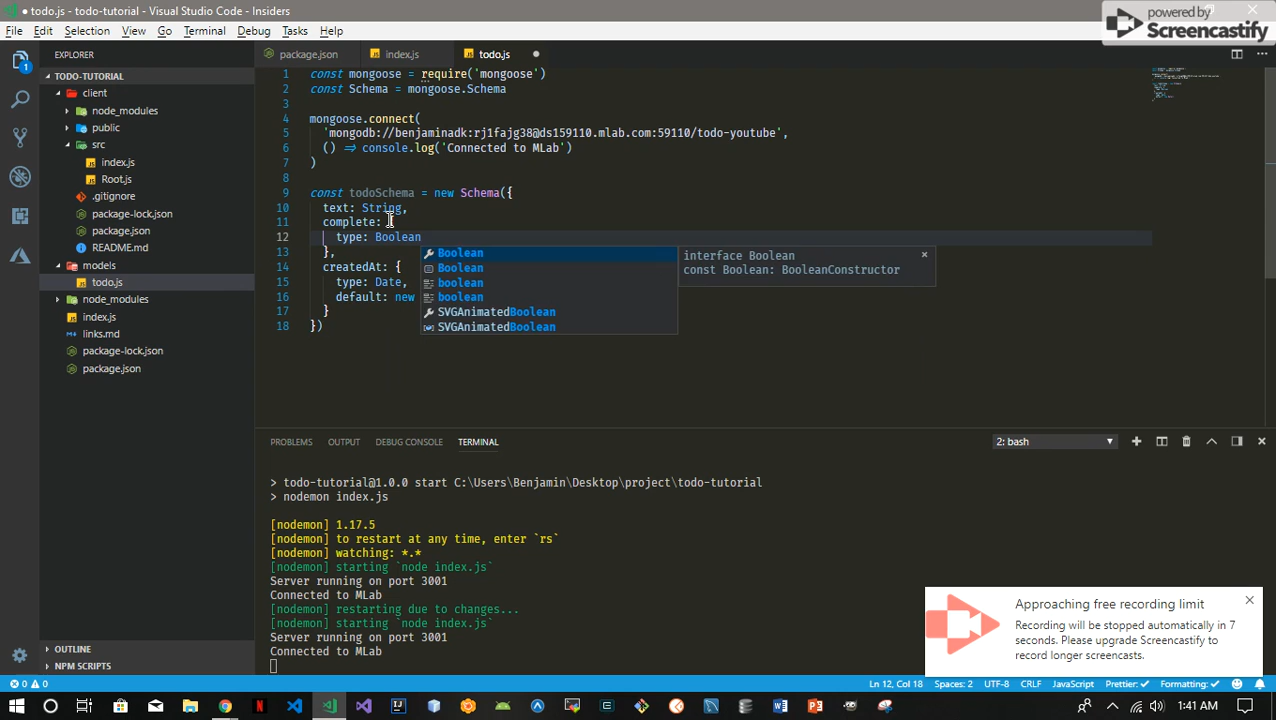 todo.js - todo-tutorial - Visual Studio Code - Insiders
powered by
Screencastify
File Edit Selection View Go Terminal Debug Tasks Help
EXPLORER
package.json
index.js
todo.js
TODO-TUTORIAL
client
node_modules
public
src
index.js
Root.js
.gitignore
package-lock.json
package.json
README.md
models
todo.js
node_modules
index.js
links.md
package-lock.json
package.json
OUTLINE
NPM SCRIPTS
1 const mongoose = require('mongoose')
2 const Schema = mongoose.Schema
3
4 mongoose.connect(
5 'mongodb://benjaminadk:rj1fajg38@ds159110.mlab.com:59110/todo-youtube',
6 () => console.log('Connected to MLab')
7 )
8
9 const todoSchema = new Schema({
10 text: String,
11 complete: {
12 type: Boolean
13 },
14 createdAt: {
15 type: Date,
16 default: new
17 }
18 })
Boolean
Boolean
boolean
boolean
SVGAnimatedBoolean
SVGAnimatedBoolean
interface Boolean
const Boolean: BooleanConstructor
PROBLEMS OUTPUT DEBUG CONSOLE TERMINAL
2: bash
> todo-tutorial@1.0.0 start C:\Users\Benjamin\Desktop\project\todo-tutorial
> nodemon index.js
[nodemon] 1.17.5
[nodemon] to restart at any time, enter `rs`
[nodemon] watching: *.*
[nodemon] starting `node index.js`
Server running on port 3001
Connected to MLab
[nodemon] restarting due to changes...
[nodemon] starting `node index.js`
Server running on port 3001
Connected to MLab
Approaching free recording limit
Recording will be stopped automatically in 7
seconds. Please upgrade Screencastify to
record longer screencasts.
0 0
Ln 12, Col 18 Spaces: 2 UTF-8 CRLF JavaScript Prettier: ✓ Formatting: ✓
1:41 AM